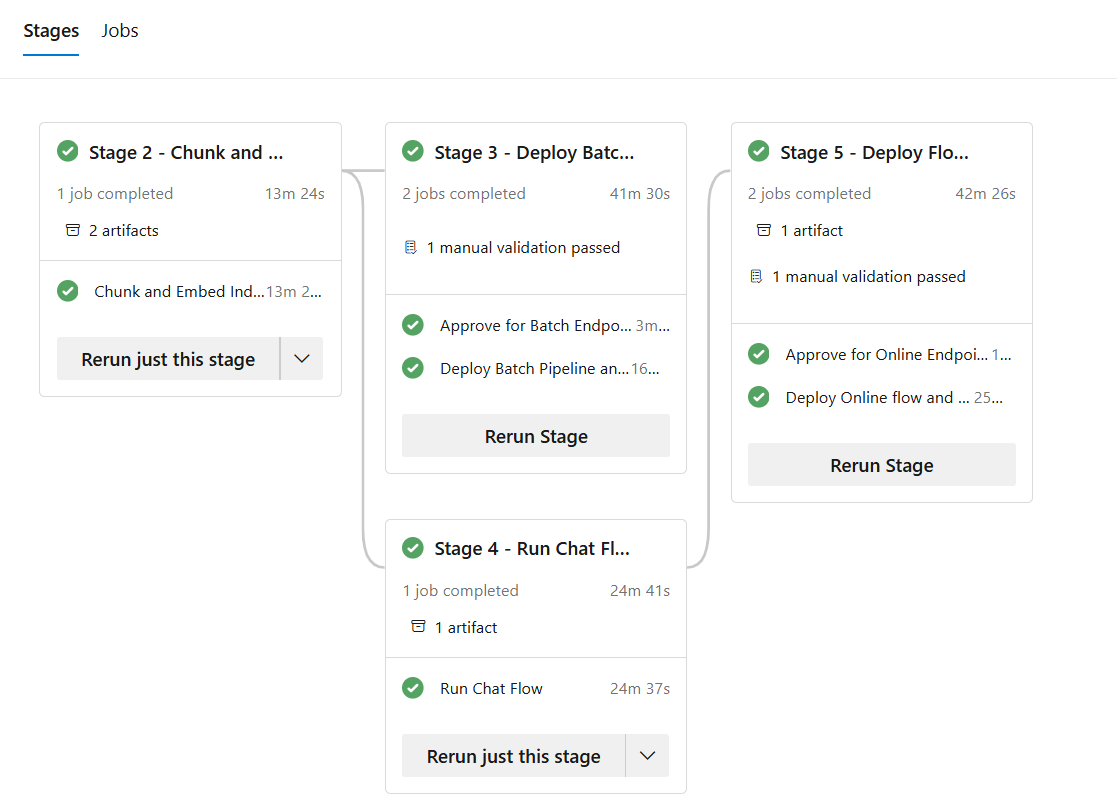 Stages Jobs
Stage 2 - Chunk and ...
1 job completed 13m 24s
2 artifacts
Chunk and Embed Ind... 13m 2...
Rerun just this stage
Stage 3 - Deploy Batc...
2 jobs completed 41m 30s
1 manual validation passed
Approve for Batch Endpo... 3m...
Deploy Batch Pipeline an... 16...
Rerun Stage
Stage 4 - Run Chat Fl...
1 job completed 24m 41s
1 artifact
Run Chat Flow 24m 37s
Rerun just this stage
Stage 5 - Deploy Flo...
2 jobs completed 42m 26s
1 artifact
1 manual validation passed
Approve for Online Endpoi... 1...
Deploy Online flow and ... 25...
Rerun Stage